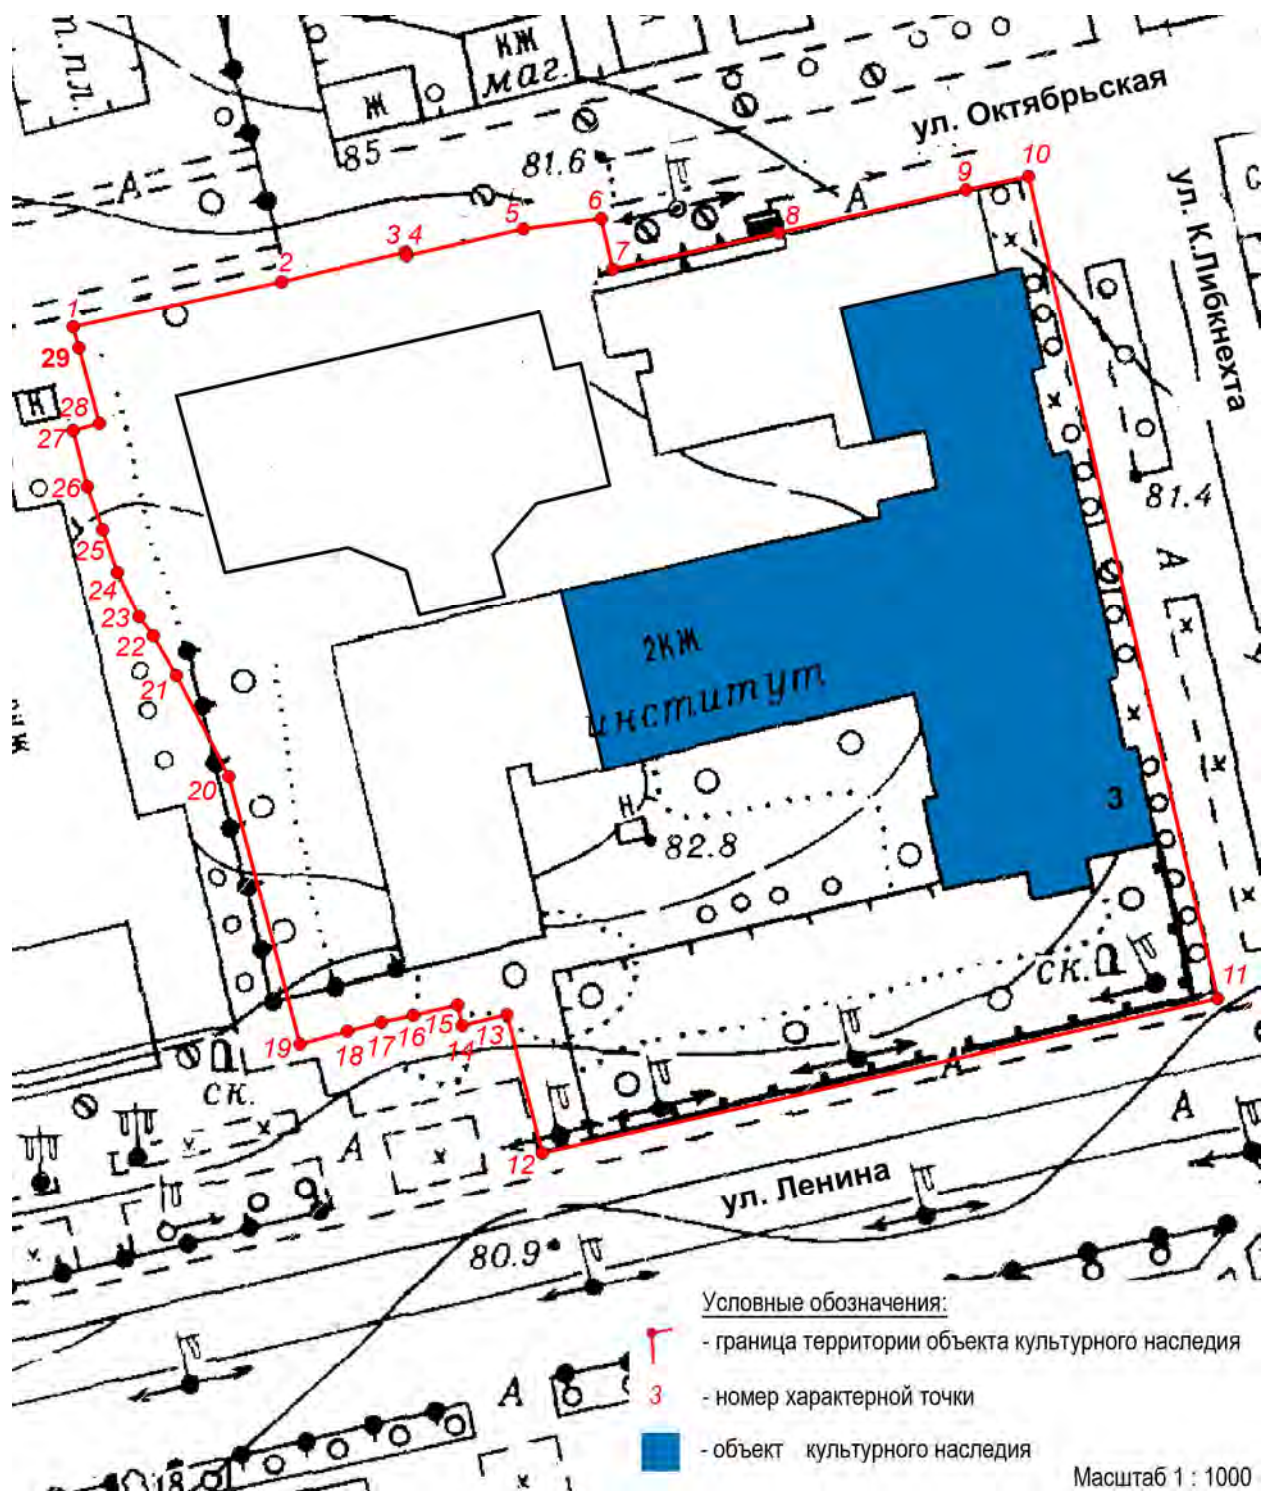 п.пл.
КЖ
маг.
Ж
85
81.6
А
ул. Октябрьская
А
ул. К.Либкнехта
С
1
2
3 4
5
6
7
8
9
10
29
28
27
К
26
25
24
23
22
21
20
81.4
А
2КЖ
институт
3
Н
82.8
Ж
19
18
17
16
15
14
13
12
11
ск.
ск.
А
А
А
ул. Ленина
80.9
А
18
Условные обозначения:
- граница территории объекта культурного наследия
3 - номер характерной точки
- объект культурного наследия
Масштаб 1 : 1000